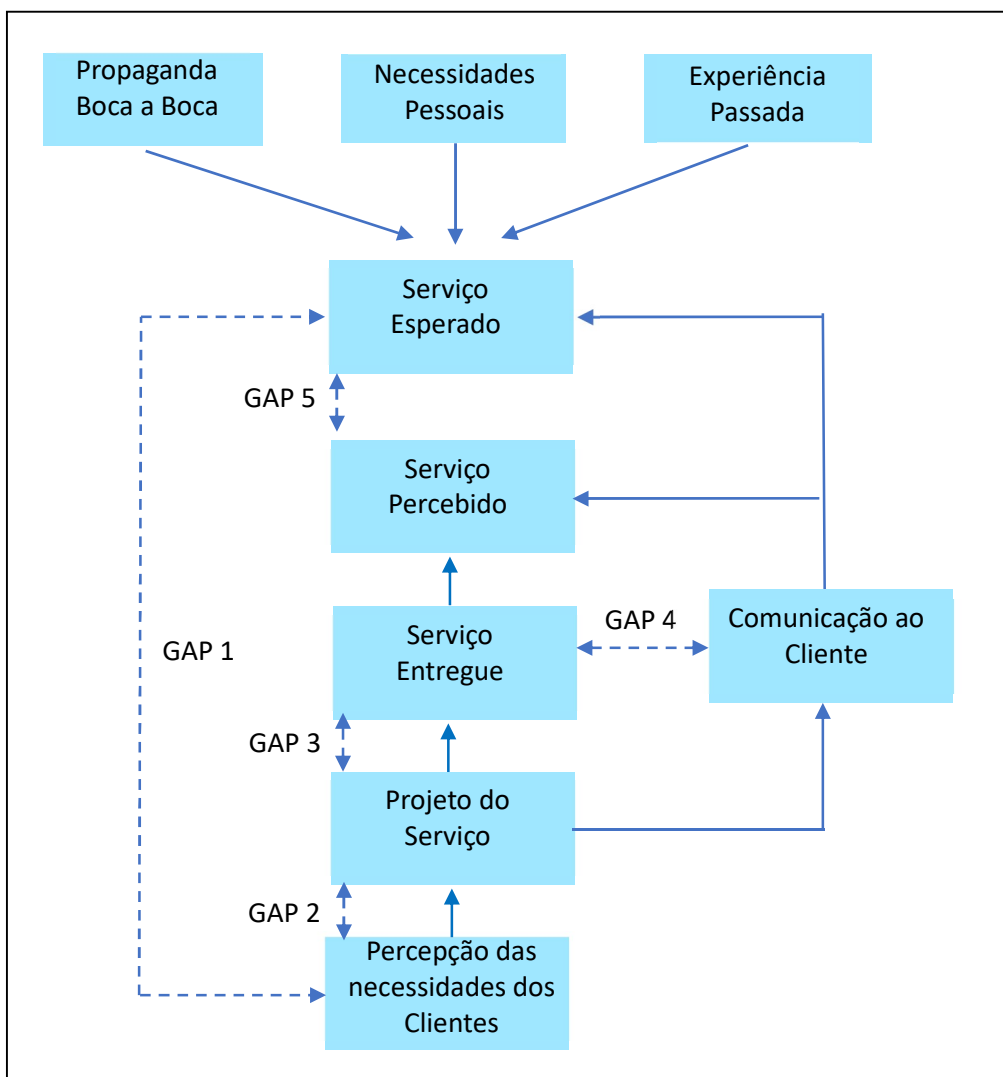 Propaganda
Boca a Boca
Necessidades
Pessoais
Experiência
Passada
Serviço
Esperado
GAP 5
Serviço
Percebido
Serviço
Entregue
GAP 4
Comunicação ao
Cliente
GAP 1
GAP 3
Projeto do
Serviço
GAP 2
Percepção das
necessidades dos
Clientes